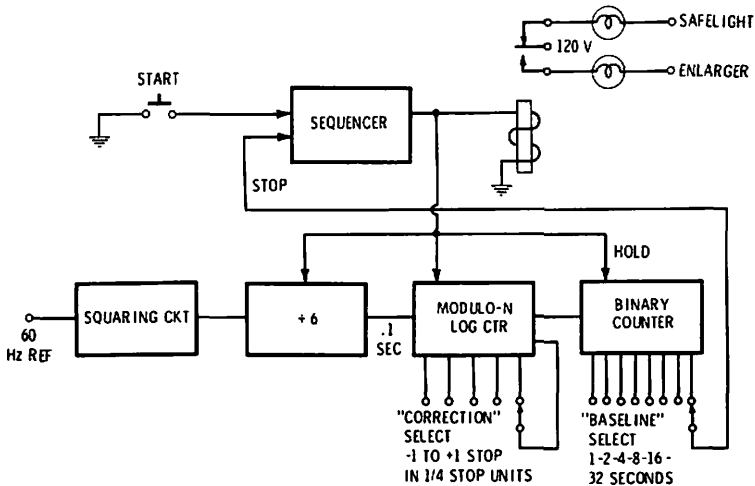 SAFELIGHT
120 V
ENLARGER
START
SEQUENCER
STOP
HOLD
SQUARING CKT
÷ 6
MODULO-N
LOG CTR
BINARY
COUNTER
60
Hz REF
.1
SEC
"CORRECTION"
SELECT
-1 TO +1 STOP
IN 1/4 STOP UNITS
"BASELINE"
SELECT
1-2-4-8-16-
32 SECONDS